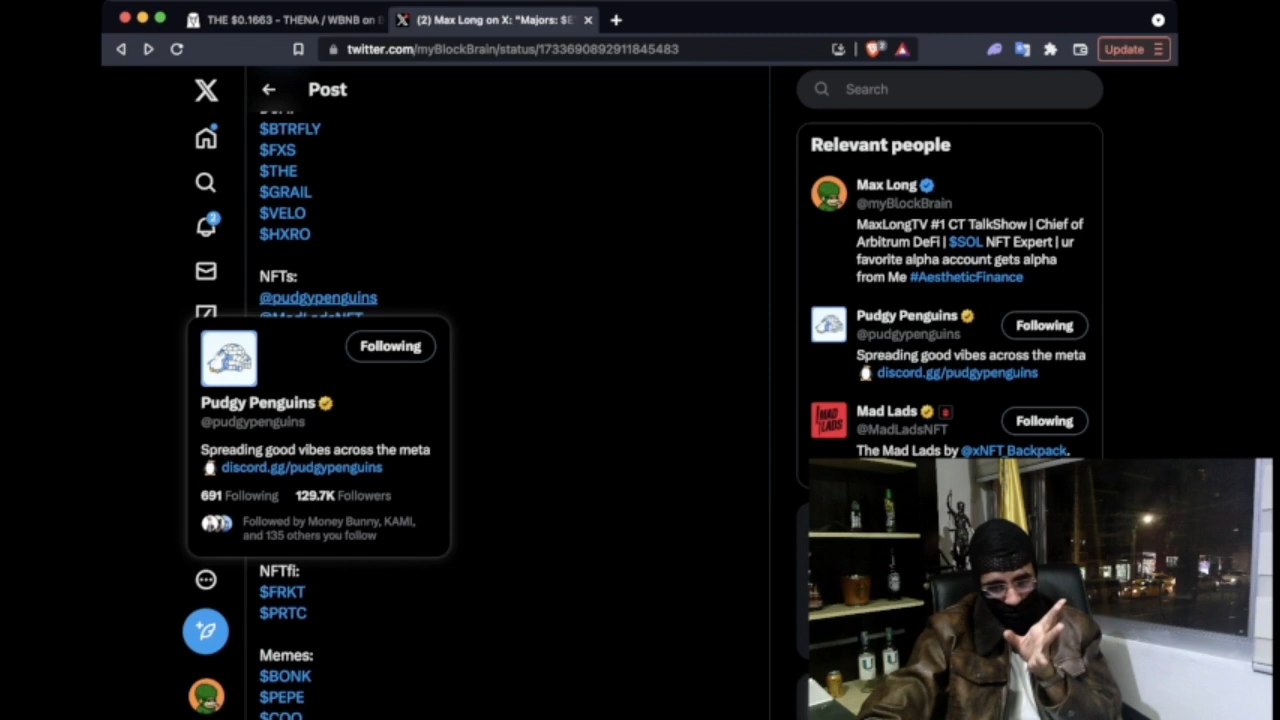 THE $0.1663 - THENA / WBNB on
(2) Max Long on X: "Majors: $E
twitter.com/myBlockBrain/status/1733690892911845483
Update
Post
Search
$BTRFLY
$FXS
$THE
$GRAIL
$VELO
$HXRO
NFTs:
@pudgypenguins
@MadLadsNFT
2
Following
Pudgy Penguins
@pudgypenguins
Spreading good vibes across the meta
discord.gg/pudgypenguins
691 Following 129.7K Followers
Followed by Money Bunny, KAMI,
and 135 others you follow
NFTfi:
$FRKT
$PRTC
Memes:
$BONK
$PEPE
Relevant people
Max Long
@myBlockBrain
MaxLongTV #1 CT TalkShow | Chief of
Arbitrum DeFi | $SOL NFT Expert | ur
favorite alpha account gets alpha
from Me #AestheticFinance
Pudgy Penguins
@pudgypenguins
Following
Spreading good vibes across the meta
discord.gg/pudgypenguins
MAD
LADS
Mad Lads
@MadLadsNFT
Following
The Mad Lads by @xNFT_Backpack.